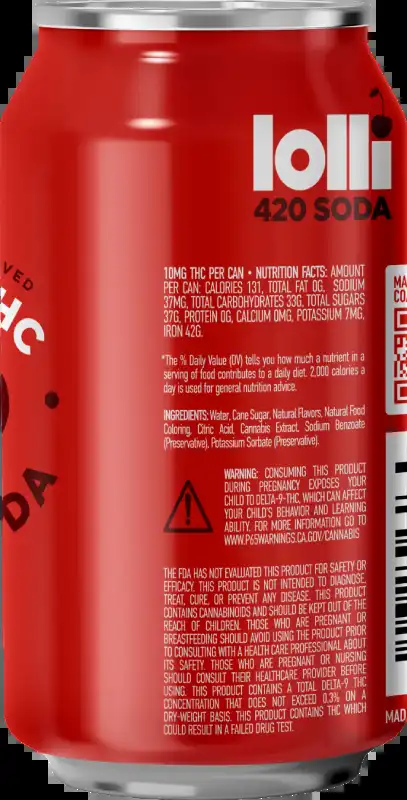 lolli
420 SODA
VED
HC
DA
10MG THC PER CAN • NUTRITION FACTS: AMOUNT
PER CAN: CALORIES 131, TOTAL FAT 0G, SODIUM
37MG, TOTAL CARBOHYDRATES 33G, TOTAL SUGARS
37G, PROTEIN 0G, CALCIUM 0MG, POTASSIUM 7MG,
IRON 42G.
*The % Daily Value (DV) tells you how much a nutrient in a
serving of food contributes to a daily diet. 2,000 calories a
day is used for general nutrition advice.
INGREDIENTS: Water, Cane Sugar, Natural Flavors, Natural Food
Coloring, Citric Acid, Cannabis Extract, Sodium Benzoate
(Preservative), Potassium Sorbate (Preservative).
WARNING: CONSUMING THIS PRODUCT
DURING PREGNANCY EXPOSES YOUR
CHILD TO DELTA-9-THC, WHICH CAN AFFECT
YOUR CHILD'S BEHAVIOR AND LEARNING
ABILITY. FOR MORE INFORMATION GO TO
WWW.P65WARNINGS.CA.GOV/CANNABIS
THE FDA HAS NOT EVALUATED THIS PRODUCT FOR SAFETY OR
EFFICACY. THIS PRODUCT IS NOT INTENDED TO DIAGNOSE,
TREAT, CURE, OR PREVENT ANY DISEASE. THIS PRODUCT
CONTAINS CANNABINOIDS AND SHOULD BE KEPT OUT OF THE
REACH OF CHILDREN. THOSE WHO ARE PREGNANT OR
BREASTFEEDING SHOULD AVOID USING THE PRODUCT PRIOR
TO CONSULTING WITH A HEALTH CARE PROFESSIONAL ABOUT
ITS SAFETY. THOSE WHO ARE PREGNANT OR NURSING
SHOULD CONSULT THEIR HEALTHCARE PROVIDER BEFORE
USING. THIS PRODUCT CONTAINS A TOTAL DELTA-9 THC
CONCENTRATION THAT DOES NOT EXCEED 0.3% ON A
DRY-WEIGHT BASIS. THIS PRODUCT CONTAINS THC WHICH
COULD RESULT IN A FAILED DRUG TEST.
MA
CO
MAD